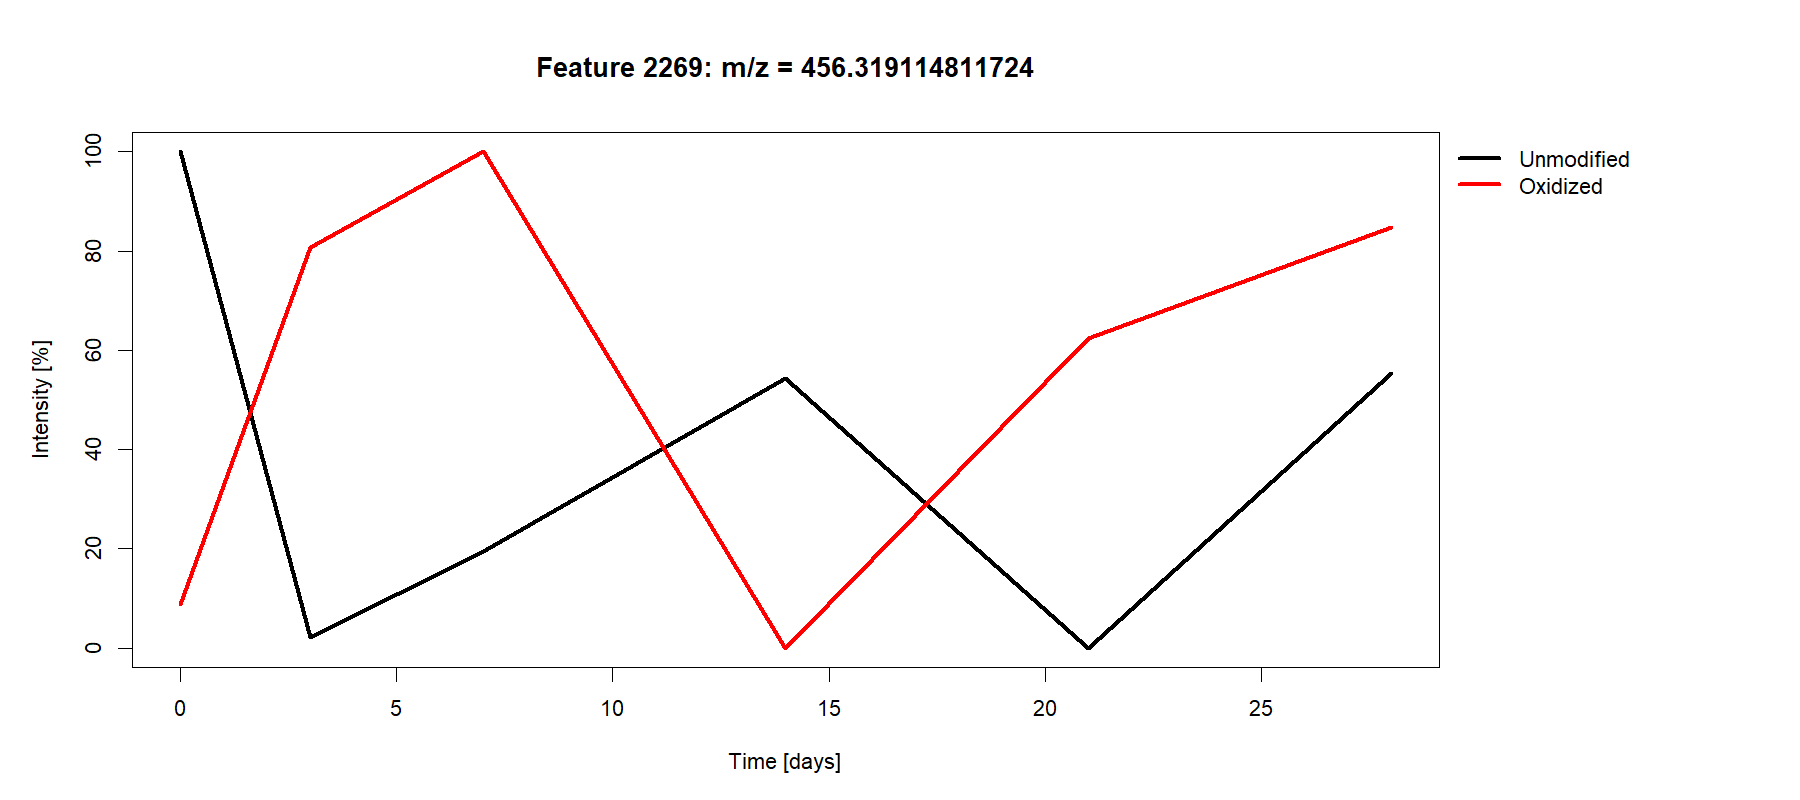 Feature 2269: m/z = 456.319114811724
Unmodified
Oxidized
Intensity [%]
100
80
60
40
20
0
0 5 10 15 20 25
Time [days]